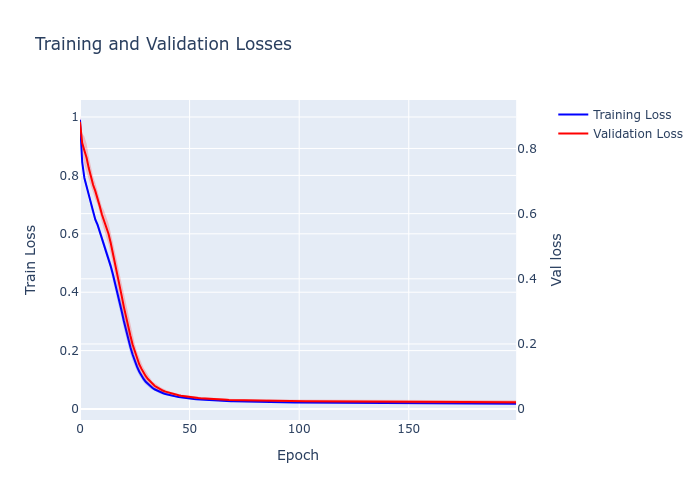 Training and Validation Losses
Training Loss
Validation Loss
Train Loss
1
0.8
0.6
0.4
0.2
0
0.8
0.6
0.4
0.2
0
Val loss
0
50
100
150
Epoch